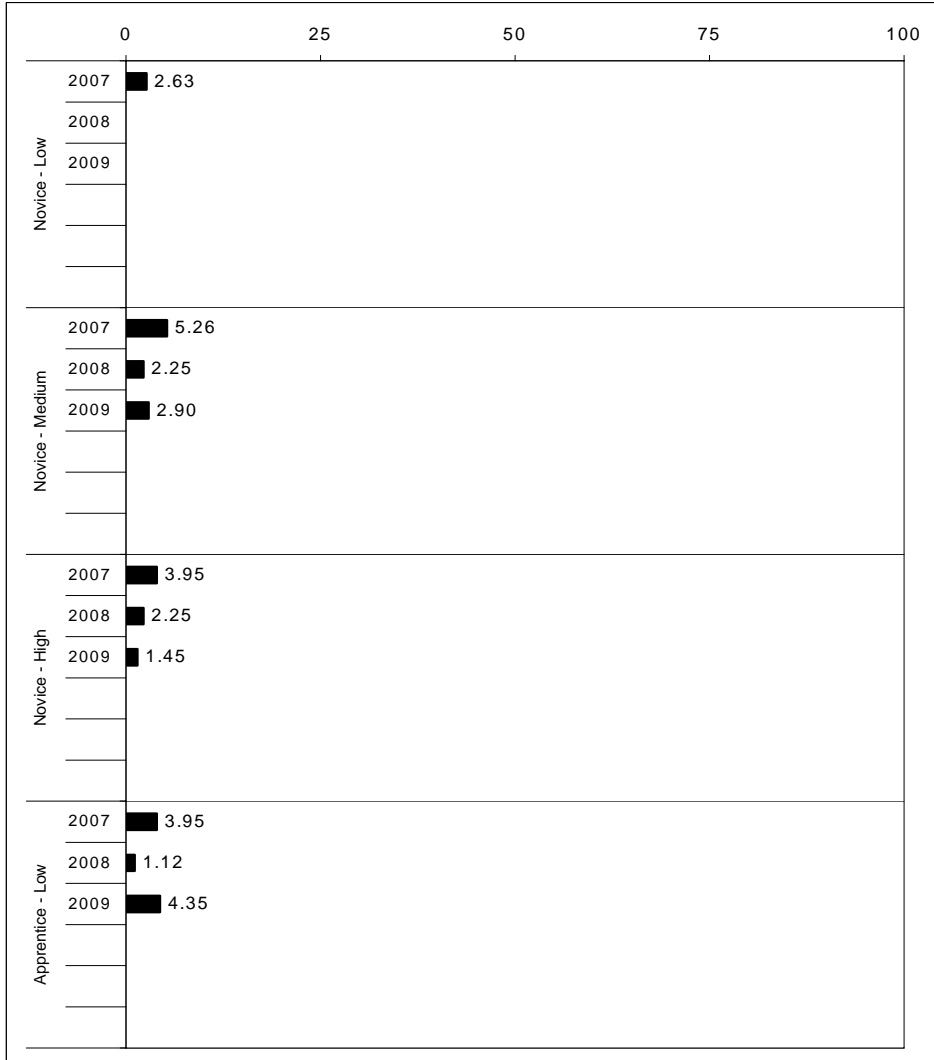 0 25 50 75 100
Novice - Low
2007 2.63
2008
2009
Novice - Medium
2007 5.26
2008 2.25
2009 2.90
Novice - High
2007 3.95
2008 2.25
2009 1.45
Apprentice - Low
2007 3.95
2008 1.12
2009 4.35